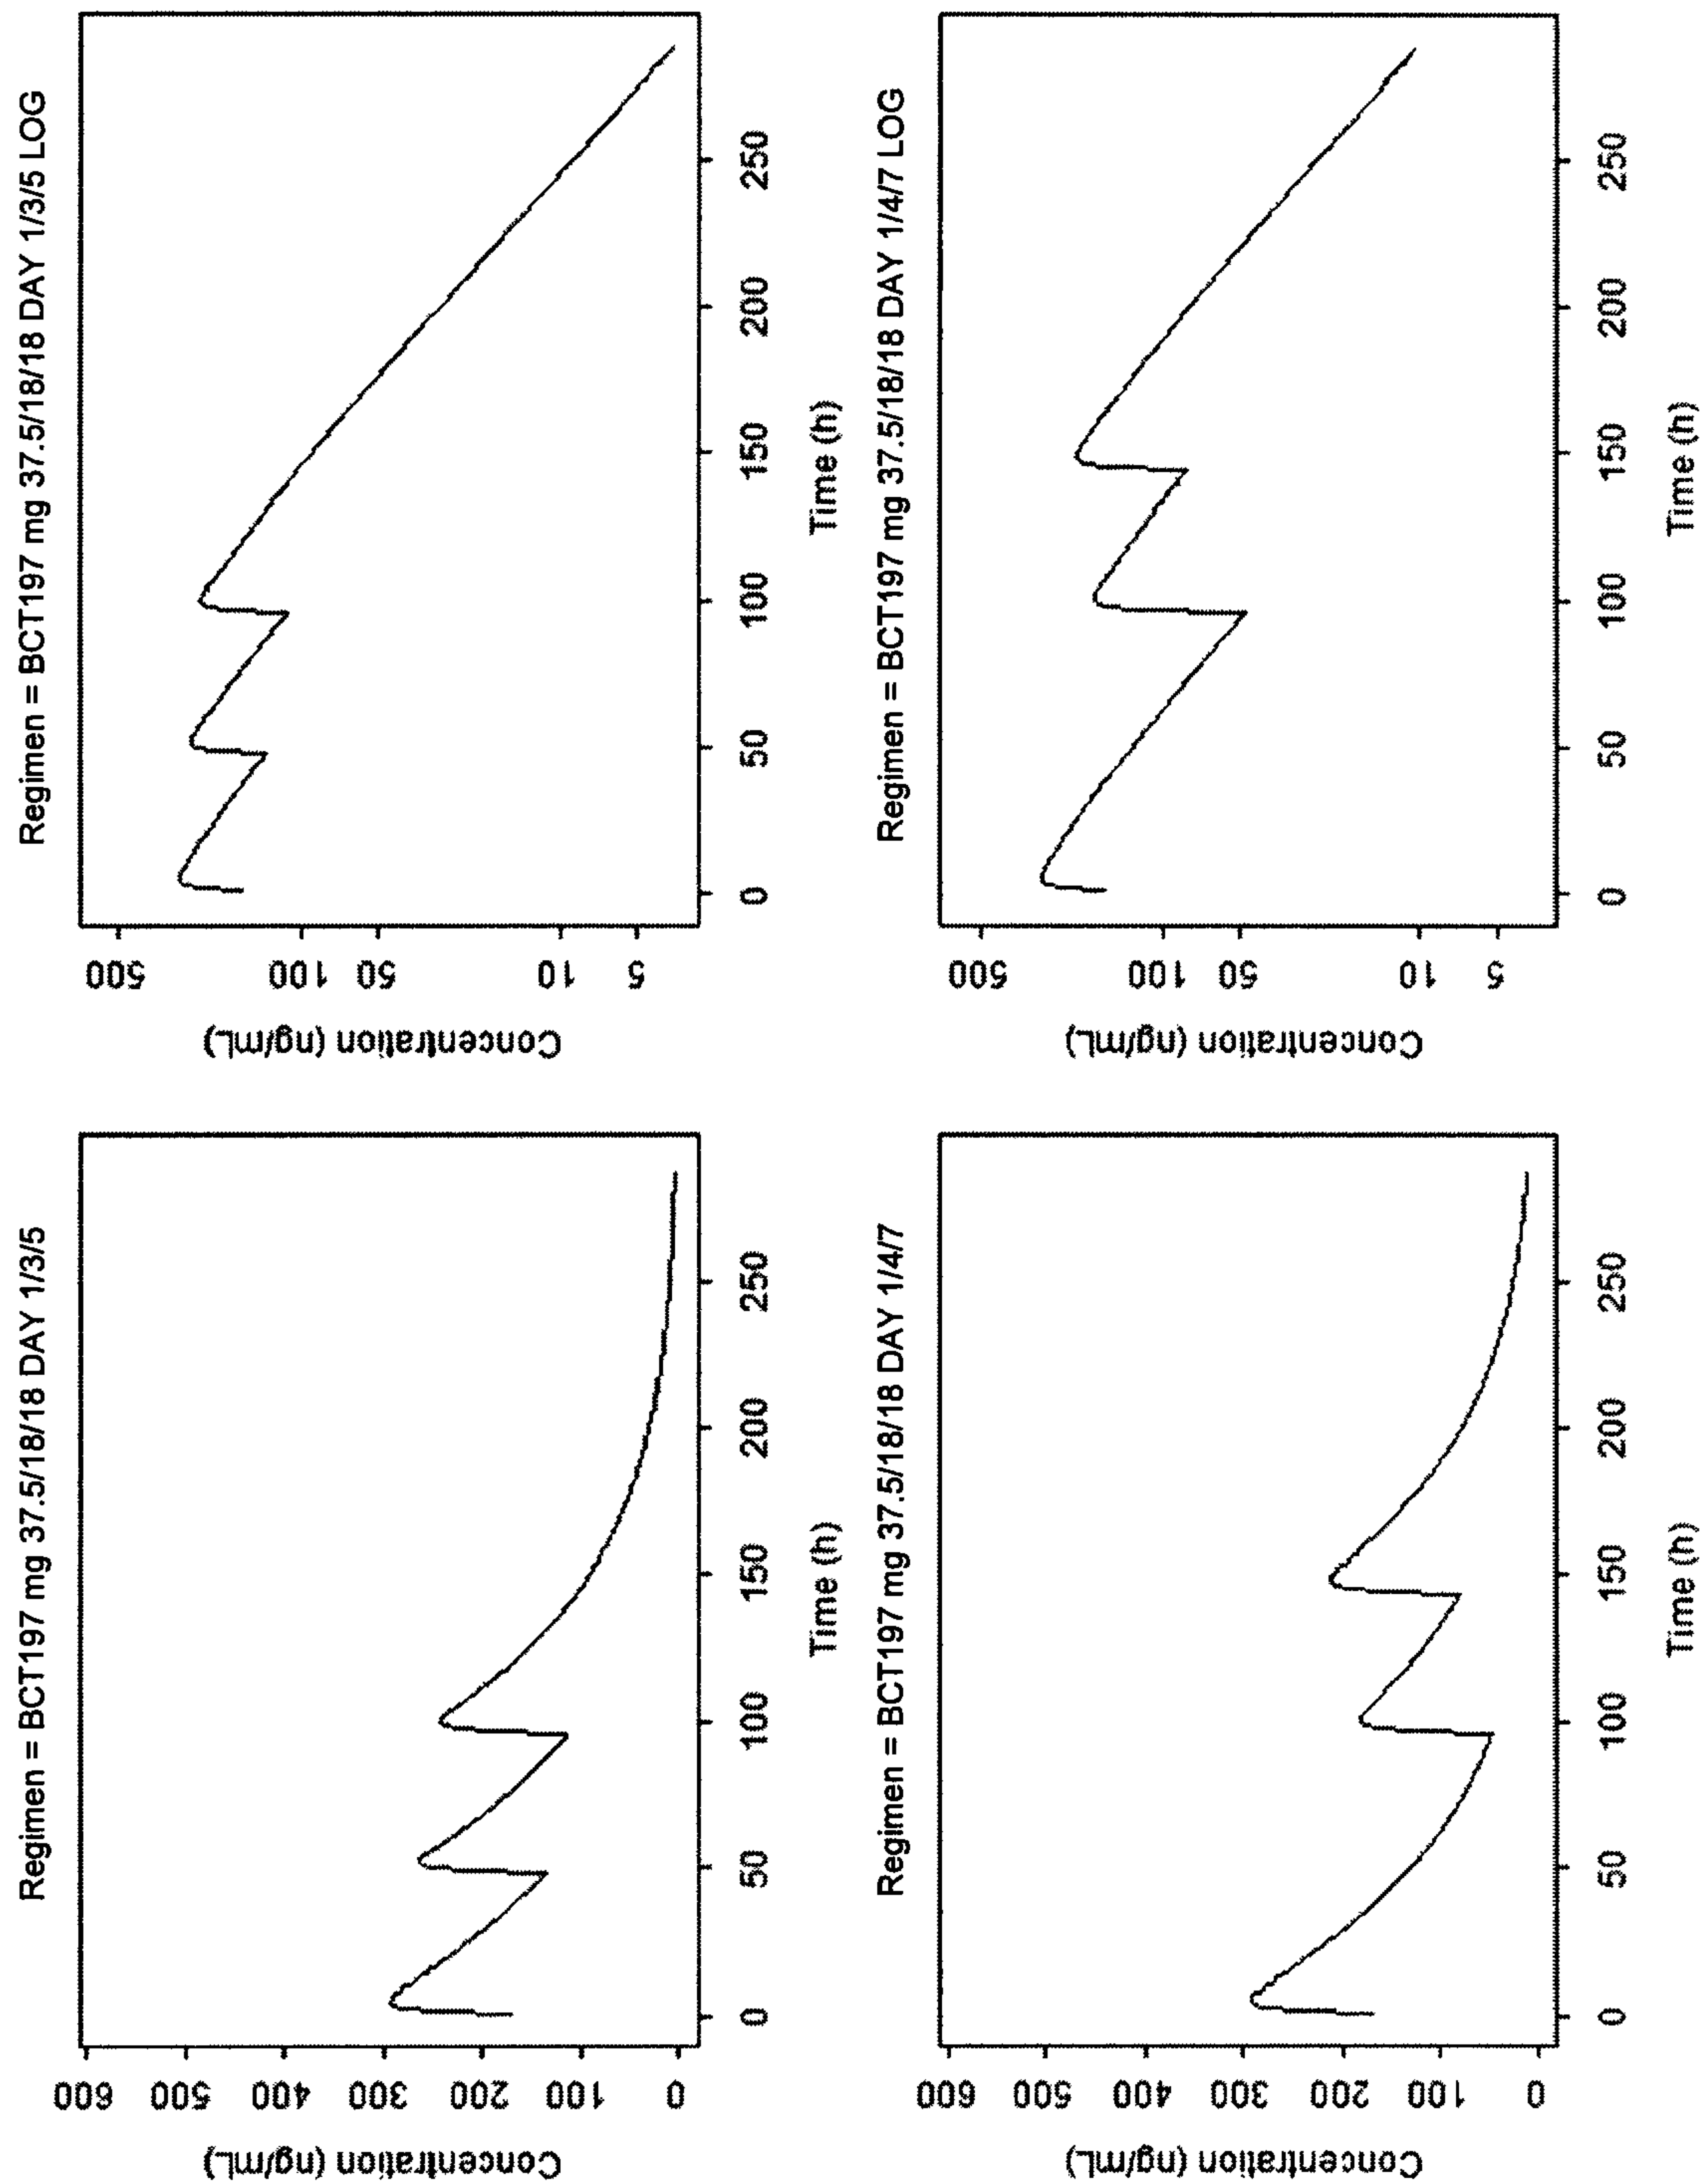 Regimen = BCT197 mg 37.5/18/18 DAY 1/3/5
Concentration (ng/mL)
600
500
400
300
200
100
0
0 50 100 150 200 250
Time (h)
Regimen = BCT197 mg 37.5/18/18 DAY 1/3/5 LOG
Concentration (ng/mL)
500
100
50
10
5
0 50 100 150 200 250
Time (h)
Regimen = BCT197 mg 37.5/18/18 DAY 1/4/7
Concentration (ng/mL)
600
500
400
300
200
100
0
0 50 100 150 200 250
Time (h)
Regimen = BCT197 mg 37.5/18/18 DAY 1/4/7 LOG
Concentration (ng/mL)
500
100
50
10
5
0 50 100 150 200 250
Time (h)